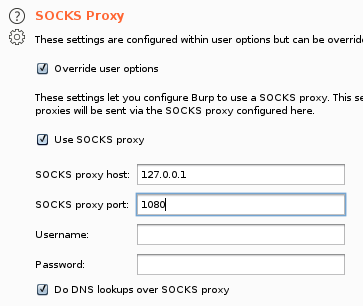 SOCKS Proxy
These settings are configured within user options but can be
Override user options
These settings let you configure Burp to use a SOCKS proxy. This
proxies will be sent via the SOCKS proxy configured here.
Use SOCKS proxy
SOCKS proxy host: 127.0.0.1
SOCKS proxy port: 1080
Username:
Password:
Do DNS lookups over SOCKS proxy